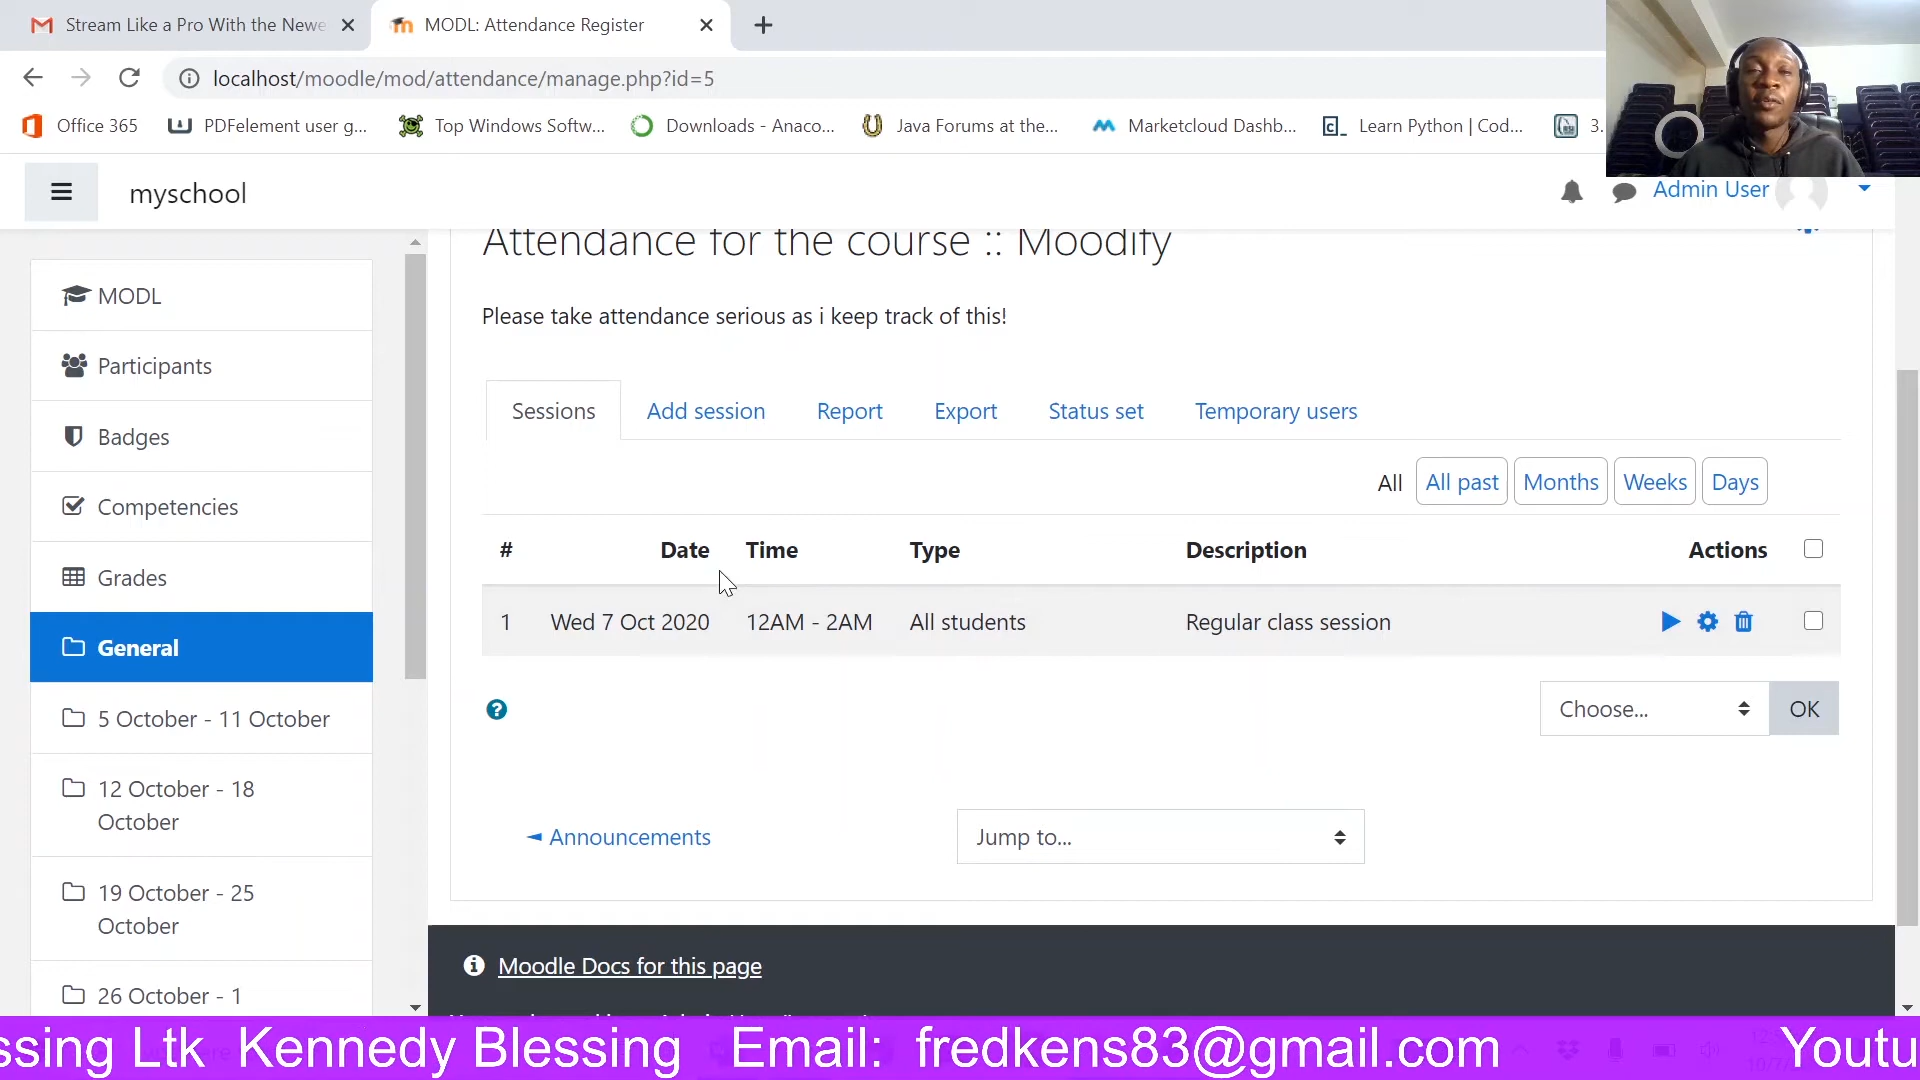 Stream Like a Pro With the Newe
MODL: Attendance Register
localhost/moodle/mod/attendance/manage.php?id=5
Office 365 PDFelement user g... Top Windows Softw... Downloads - Anaco... Java Forums at the... Marketcloud Dashb... Learn Python | Cod... 3.
myschool
Admin User
Attendance for the course :: Moodify
Please take attendance serious as i keep track of this!
MODL
Participants
Badges
Competencies
Grades
General
5 October - 11 October
12 October - 18
October
19 October - 25
October
26 October - 1
Sessions Add session Report Export Status set Temporary users
All All past Months Weeks Days
# Date Time Type Description Actions
1 Wed 7 Oct 2020 12AM - 2AM All students Regular class session
Choose... OK
◄ Announcements
Jump to...
Moodle Docs for this page
ssing Ltk Kennedy Blessing Email: fredkens83@gmail.com Youtu